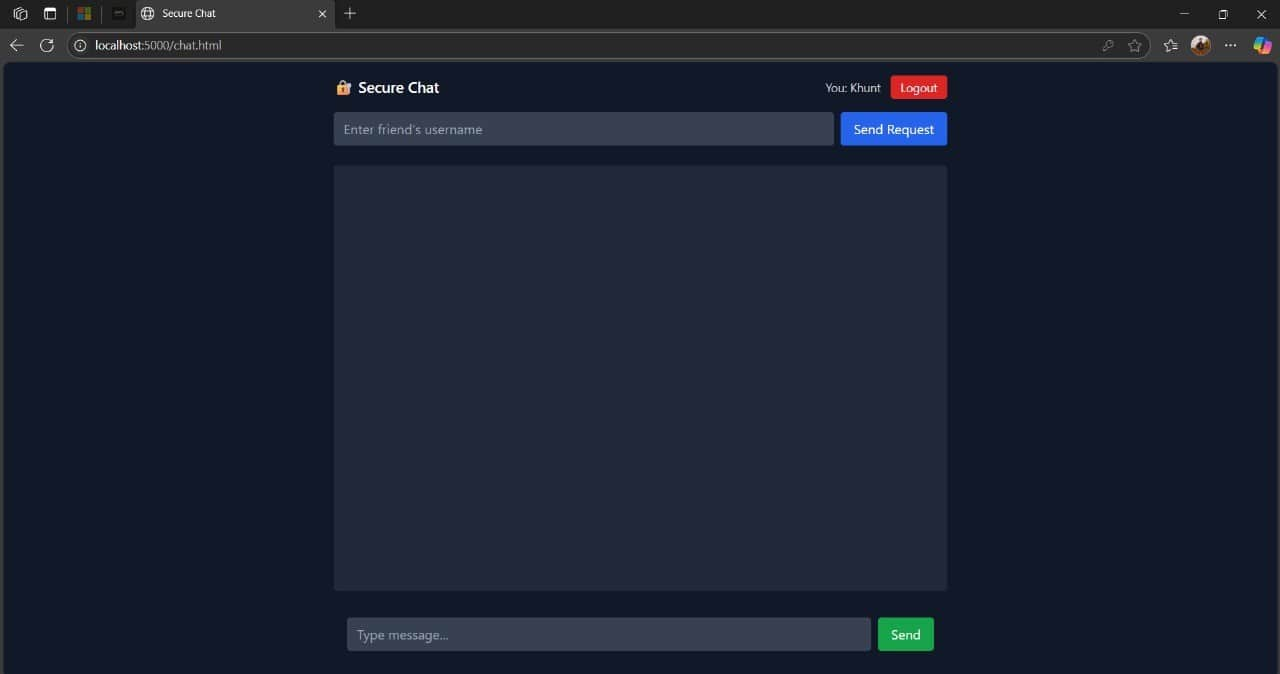 Secure Chat
localhost:5000/chat.html
🔐 Secure Chat
You: Khunt
Logout
Enter friend's username
Send Request
Type message...
Send